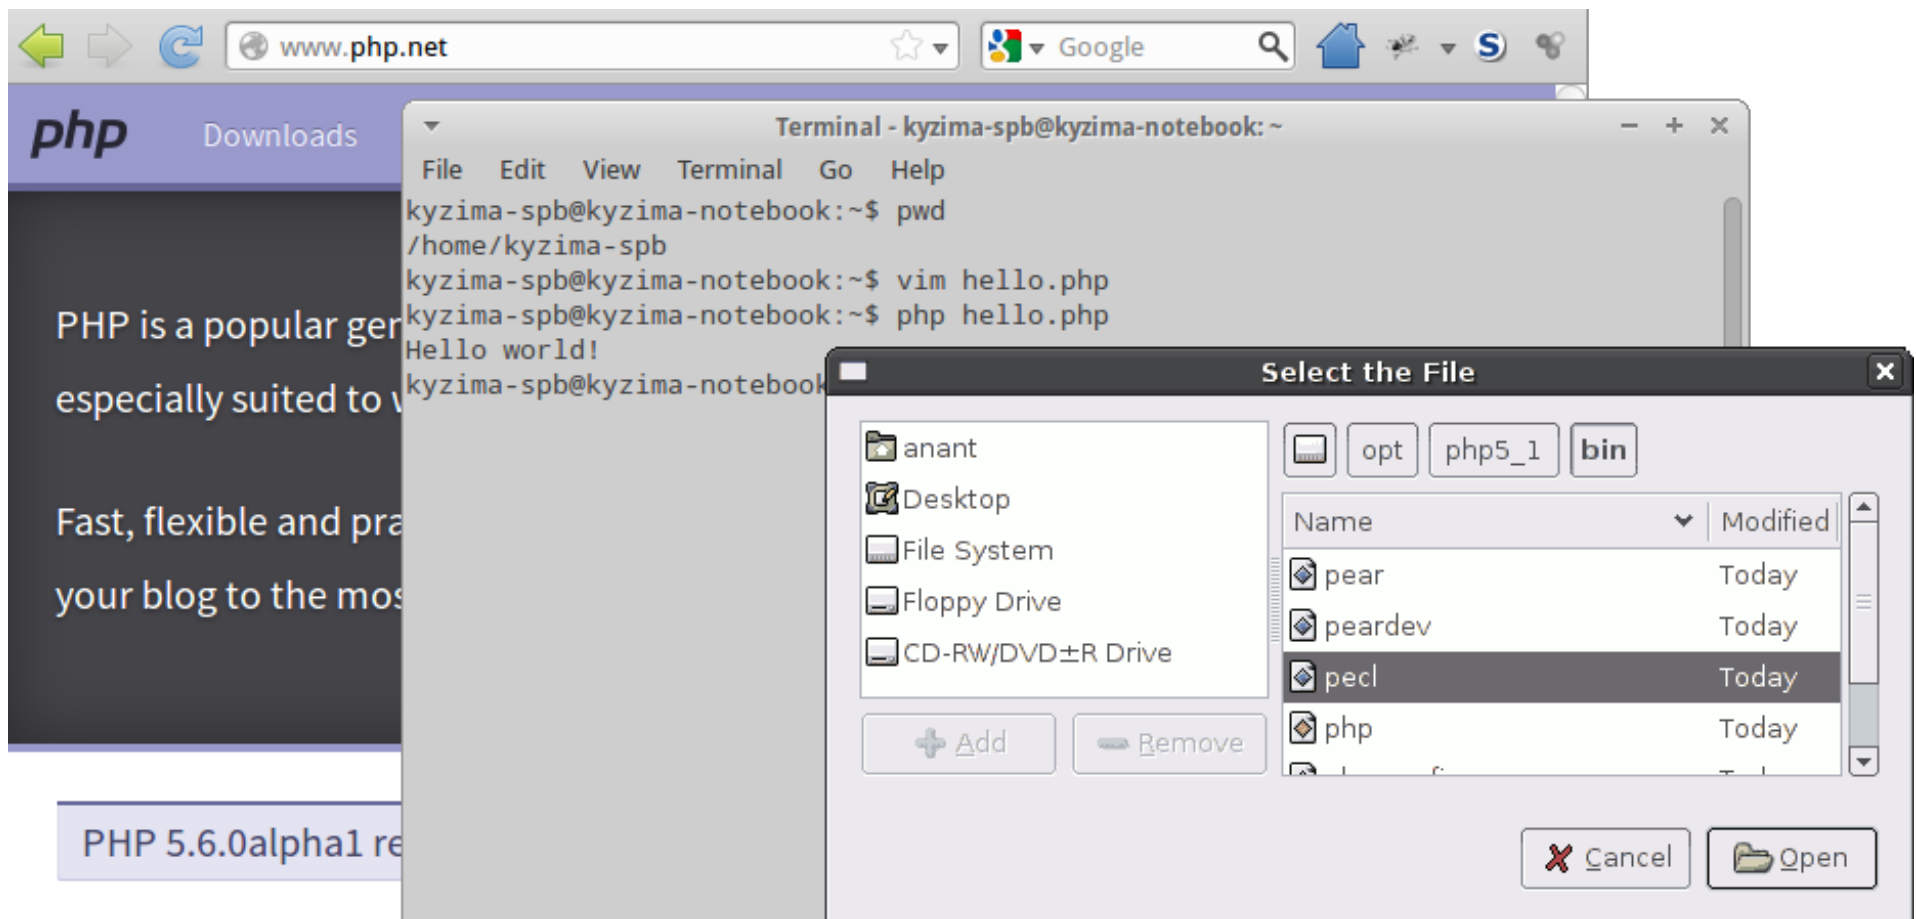 www.php.net
Google
S
php
Downloads
PHP is a popular ger
especially suited to w
Fast, flexible and pra
your blog to the mos
PHP 5.6.0alpha1 re
Terminal - kyzima-spb@kyzima-notebook: ~
File Edit View Terminal Go Help
kyzima-spb@kyzima-notebook:~$ pwd
/home/kyzima-spb
kyzima-spb@kyzima-notebook:~$ vim hello.php
kyzima-spb@kyzima-notebook:~$ php hello.php
Hello world!
kyzima-spb@kyzima-notebook
Select the File
anant
Desktop
File System
Floppy Drive
CD-RW/DVD±R Drive
Add Remove
opt php5_1 bin
Name Modified
pear Today
peardev Today
pecl Today
php Today
Cancel Open